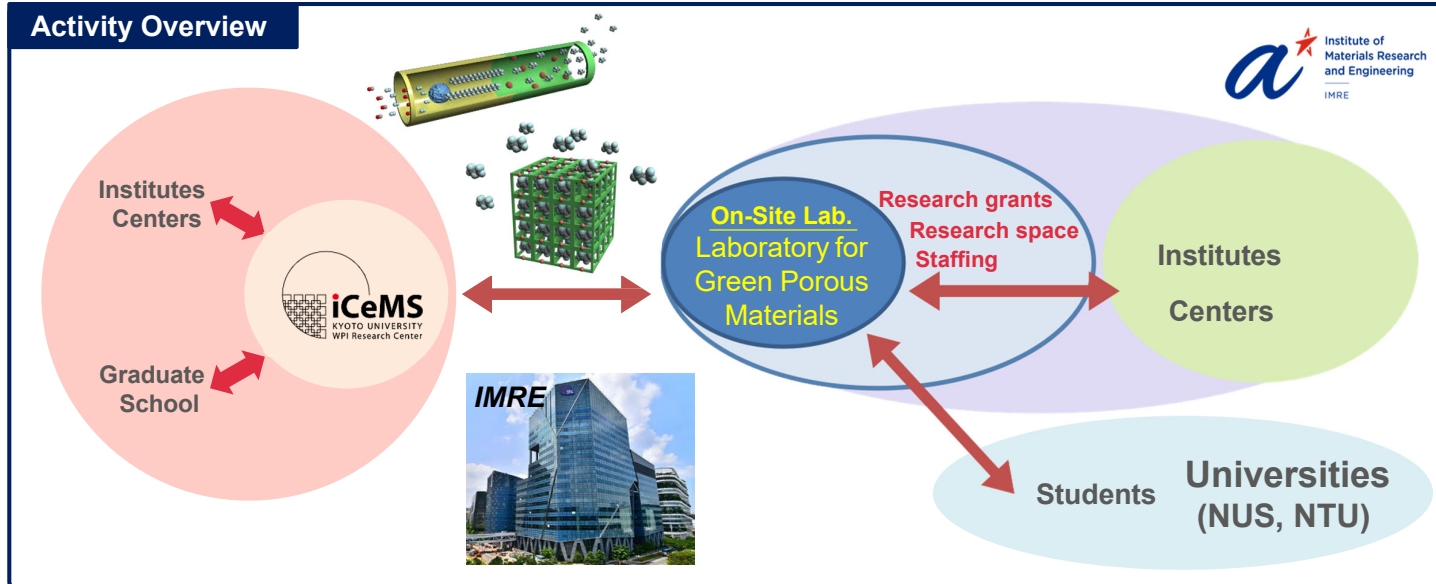 Activity Overview
Institute of
Materials Research
and Engineering
IMRE
Institutes
Centers
iCeMS
KYOTO UNIVERSITY
WPI Research Center
Graduate
School
On-Site Lab.
Laboratory for
Green Porous
Materials
Research grants
Research space
Staffing
Institutes
Centers
IMRE
Students
Universities
(NUS, NTU)